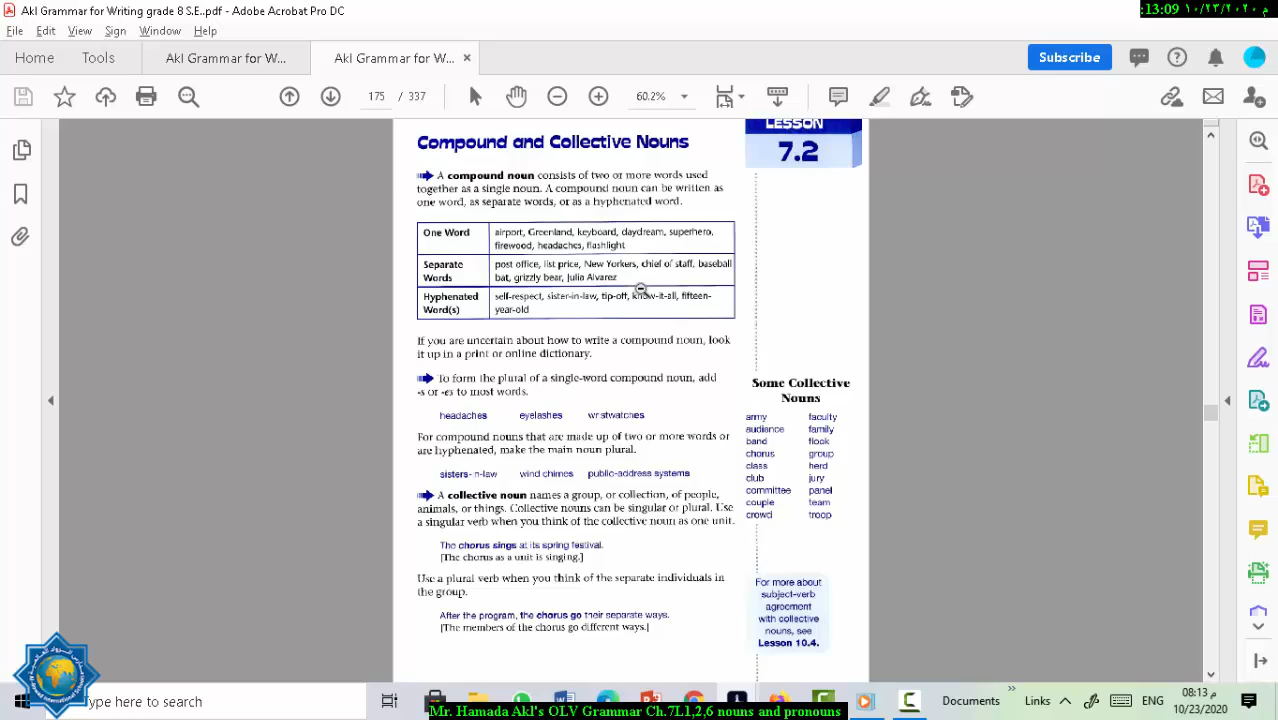 Akl Grammar for Writing grade 8 S.E..pdf - Adobe Acrobat Pro DC
:13:09 ١٠/٢٣/٢٠٢٠ م
File Edit View Sign Window Help
Home Tools Akl Grammar for W... Akl Grammar for W... × Subscribe
175 / 337 60.2%
LESSON
7.2
Compound and Collective Nouns
A compound noun consists of two or more words used
together as a single noun. A compound noun can be written as
one word, as separate words, or as a hyphenated word.
One Word airport, Greenland, keyboard, daydream, superhero,
firewood, headaches, flashlight
Separate post office, list price, New Yorkers, chief of staff, baseball
Words bat, grizzly bear, Julia Alvarez
Hyphenated self-respect, sister-in-law, tip-off, know-it-all, fifteen-
Word(s) year-old
If you are uncertain about how to write a compound noun, look
it up in a print or online dictionary.
To form the plural of a single-word compound noun, add
-s or -es to most words.
headaches eyelashes wristwatches
For compound nouns that are made up of two or more words or
are hyphenated, make the main noun plural.
sisters-in-law wind chimes public-address systems
A collective noun names a group, or collection, of people,
animals, or things. Collective nouns can be singular or plural. Use
a singular verb when you think of the collective noun as one unit.
The chorus sings at its spring festival.
[The chorus as a unit is singing.]
Use a plural verb when you think of the separate individuals in
the group.
After the program, the chorus go their separate ways.
[The members of the chorus go different ways.]
Some Collective
Nouns
army faculty
audiance family
band flock
chorus group
class herd
club jury
committee panel
couple team
crowd troop
For more about
subject-verb
agreement
with collective
nouns, see
Lesson 10.4.
Type here to search
Documents Links ENG 08:13 م
10/23/2020
Mr. Hamada Akl's OLV Grammar Ch.7L1,2,6 nouns and pronouns